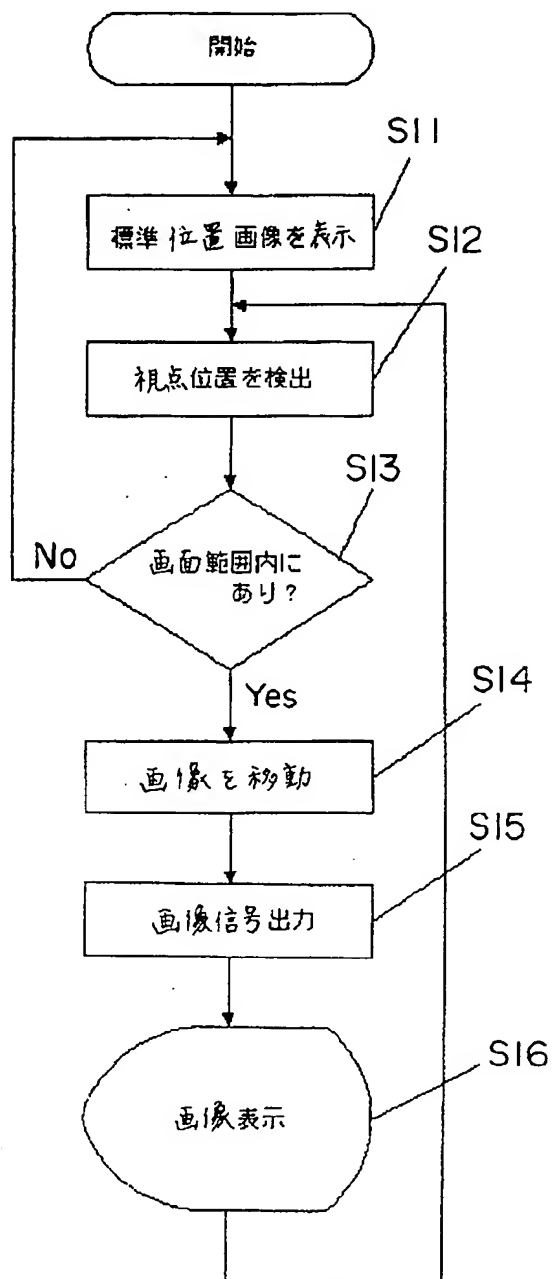 開始
S11
標準位置画像を表示
S12
視点位置を検出
S13
画面範囲内に
あり?
No
Yes
S14
画像を移動
S15
画像信号出力
S16
画像表示